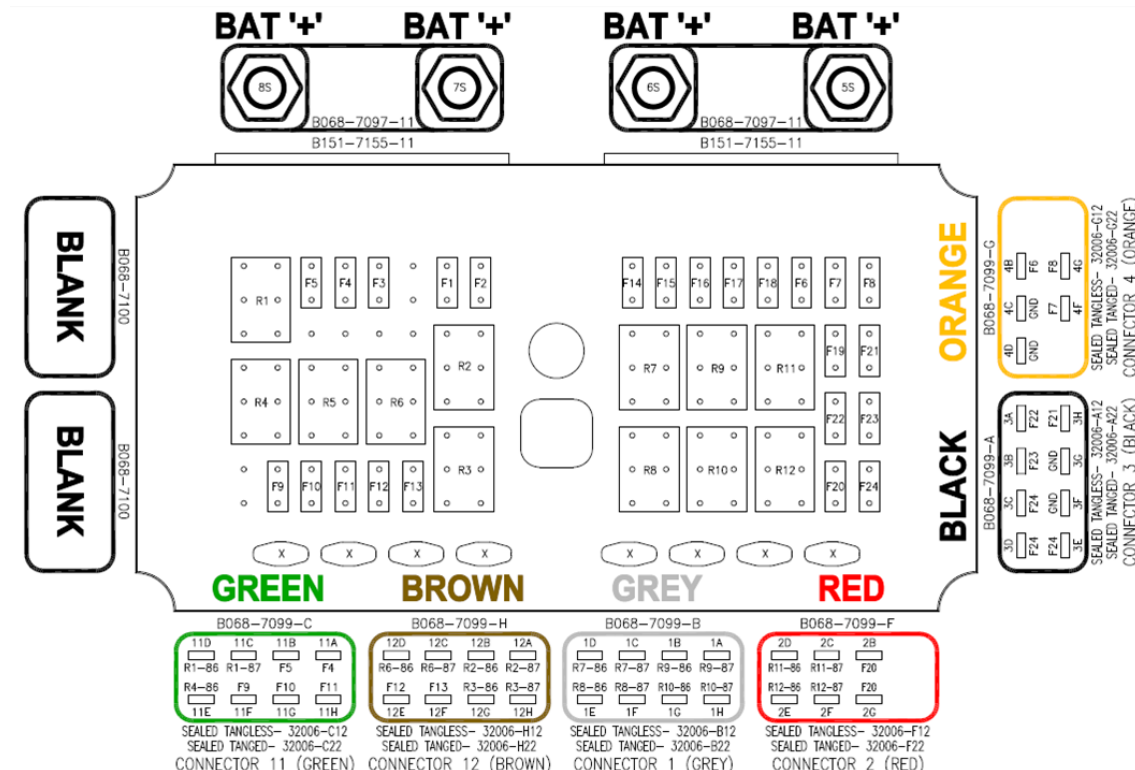 BAT '+' BAT '+' BAT '+' BAT '+'
8S 7S 6S 5S
B068-7097-11 B068-7097-11
B151-7155-11 B151-7155-11
BLANK
B068-7100
BLANK
B068-7100
R1 F5 F4 F3 F1 F2
R2
R4 R5 R6
R3
F9 F10 F11 F12 F13
F14 F15 F16 F17 F18 F6 F7 F8
R7 R9 R11 F19 F21
F22 F23
R8 R10 R12 F20 F24
X X X X X X X X
ORANGE
B068-7099-G
4B F6 F8 4G
4C GND F7 4F
4D GND
SEALED TANGLESS- 32006-G12
SEALED TANGED- 32006-G22
CONNECTOR 4 (ORANGE)
BLACK
B068-7099-A
3A F22 F21 3H
3B F23 GND 3G
3C F24 GND 3F
3D F24 F24 3E
SEALED TANGLESS- 32006-A12
SEALED TANGED- 32006-A22
CONNECTOR 3 (BLACK)
GREEN BROWN GREY RED
B068-7099-C
11D 11C 11B 11A
R1-86 R1-87 F5 F4
R4-86 F9 F10 F11
11E 11F 11G 11H
SEALED TANGLESS- 32006-C12
SEALED TANGED- 32006-C22
CONNECTOR 11 (GREEN)
B068-7099-H
12D 12C 12B 12A
R6-86 R6-87 R2-86 R2-87
F12 F13 R3-86 R3-87
12E 12F 12G 12H
SEALED TANGLESS- 32006-H12
SEALED TANGED- 32006-H22
CONNECTOR 12 (BROWN)
B068-7099-B
1D 1C 1B 1A
R7-86 R7-87 R9-86 R9-87
R8-86 R8-87 R10-86 R10-87
1E 1F 1G 1H
SEALED TANGLESS- 32006-B12
SEALED TANGED- 32006-B22
CONNECTOR 1 (GREY)
B068-7099-F
2D 2C 2B
R11-86 R11-87 F20
R12-86 R12-87 F20
2E 2F 2G
SEALED TANGLESS- 32006-F12
SEALED TANGED- 32006-F22
CONNECTOR 2 (RED)